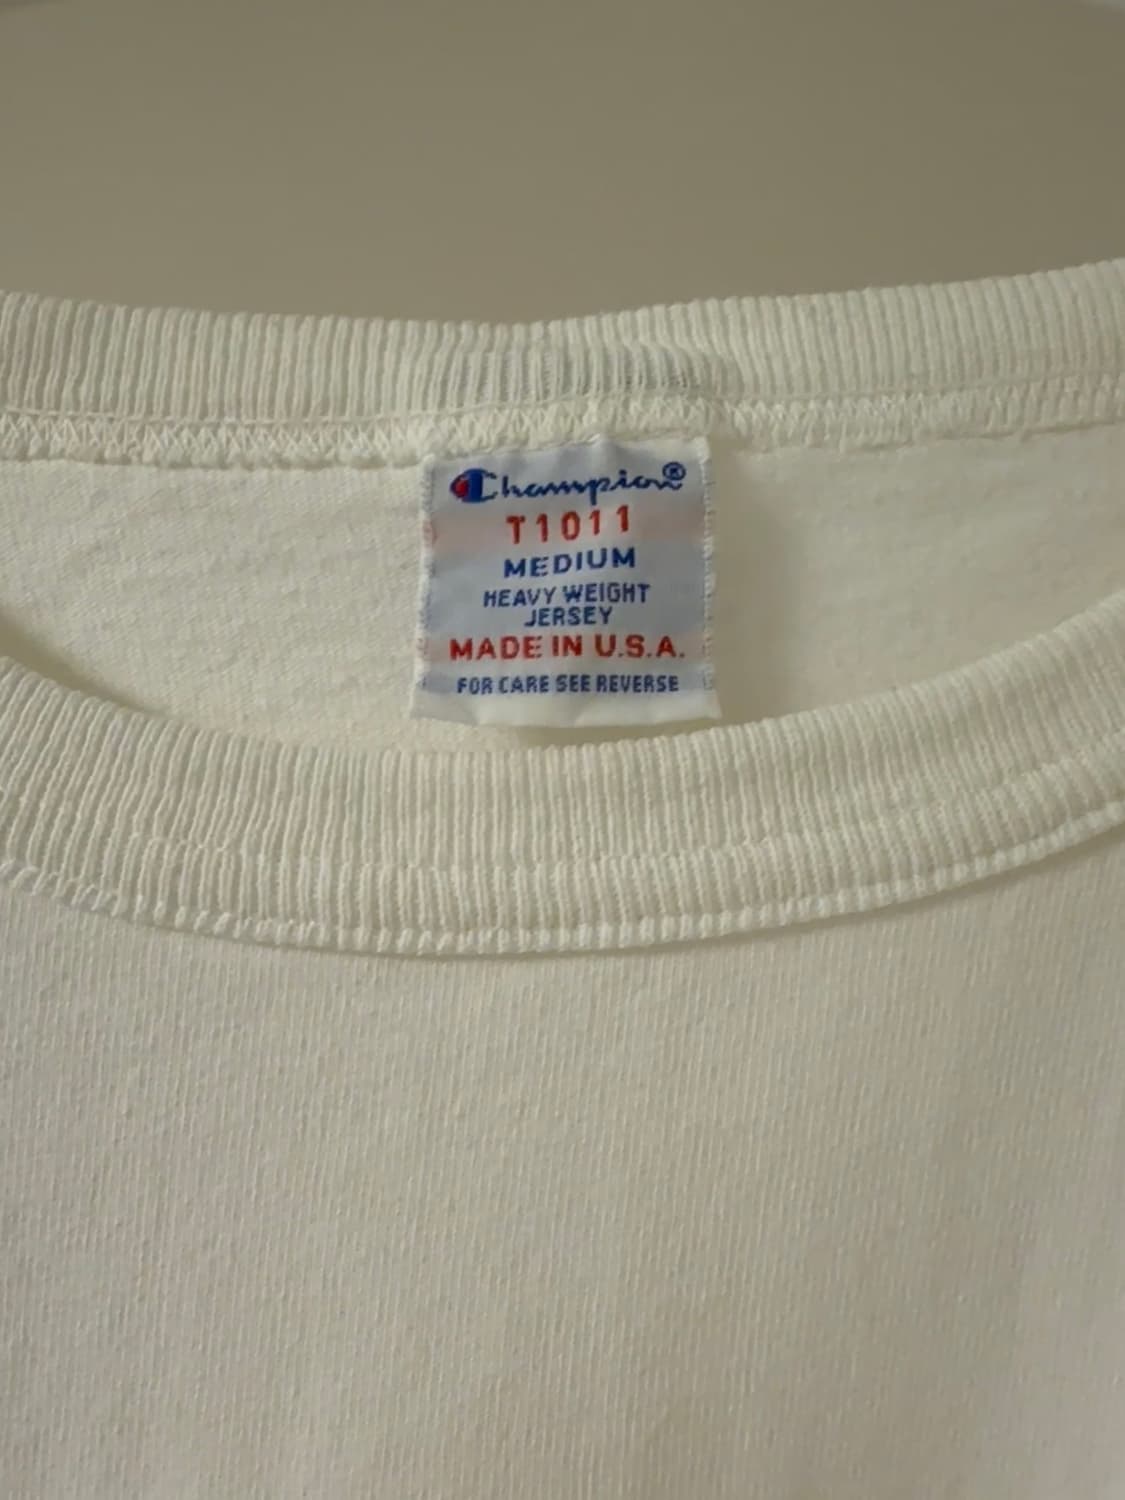 Champion®
T1011
MEDIUM
HEAVY WEIGHT
JERSEY
MADE IN U.S.A.
FOR CARE SEE REVERSE